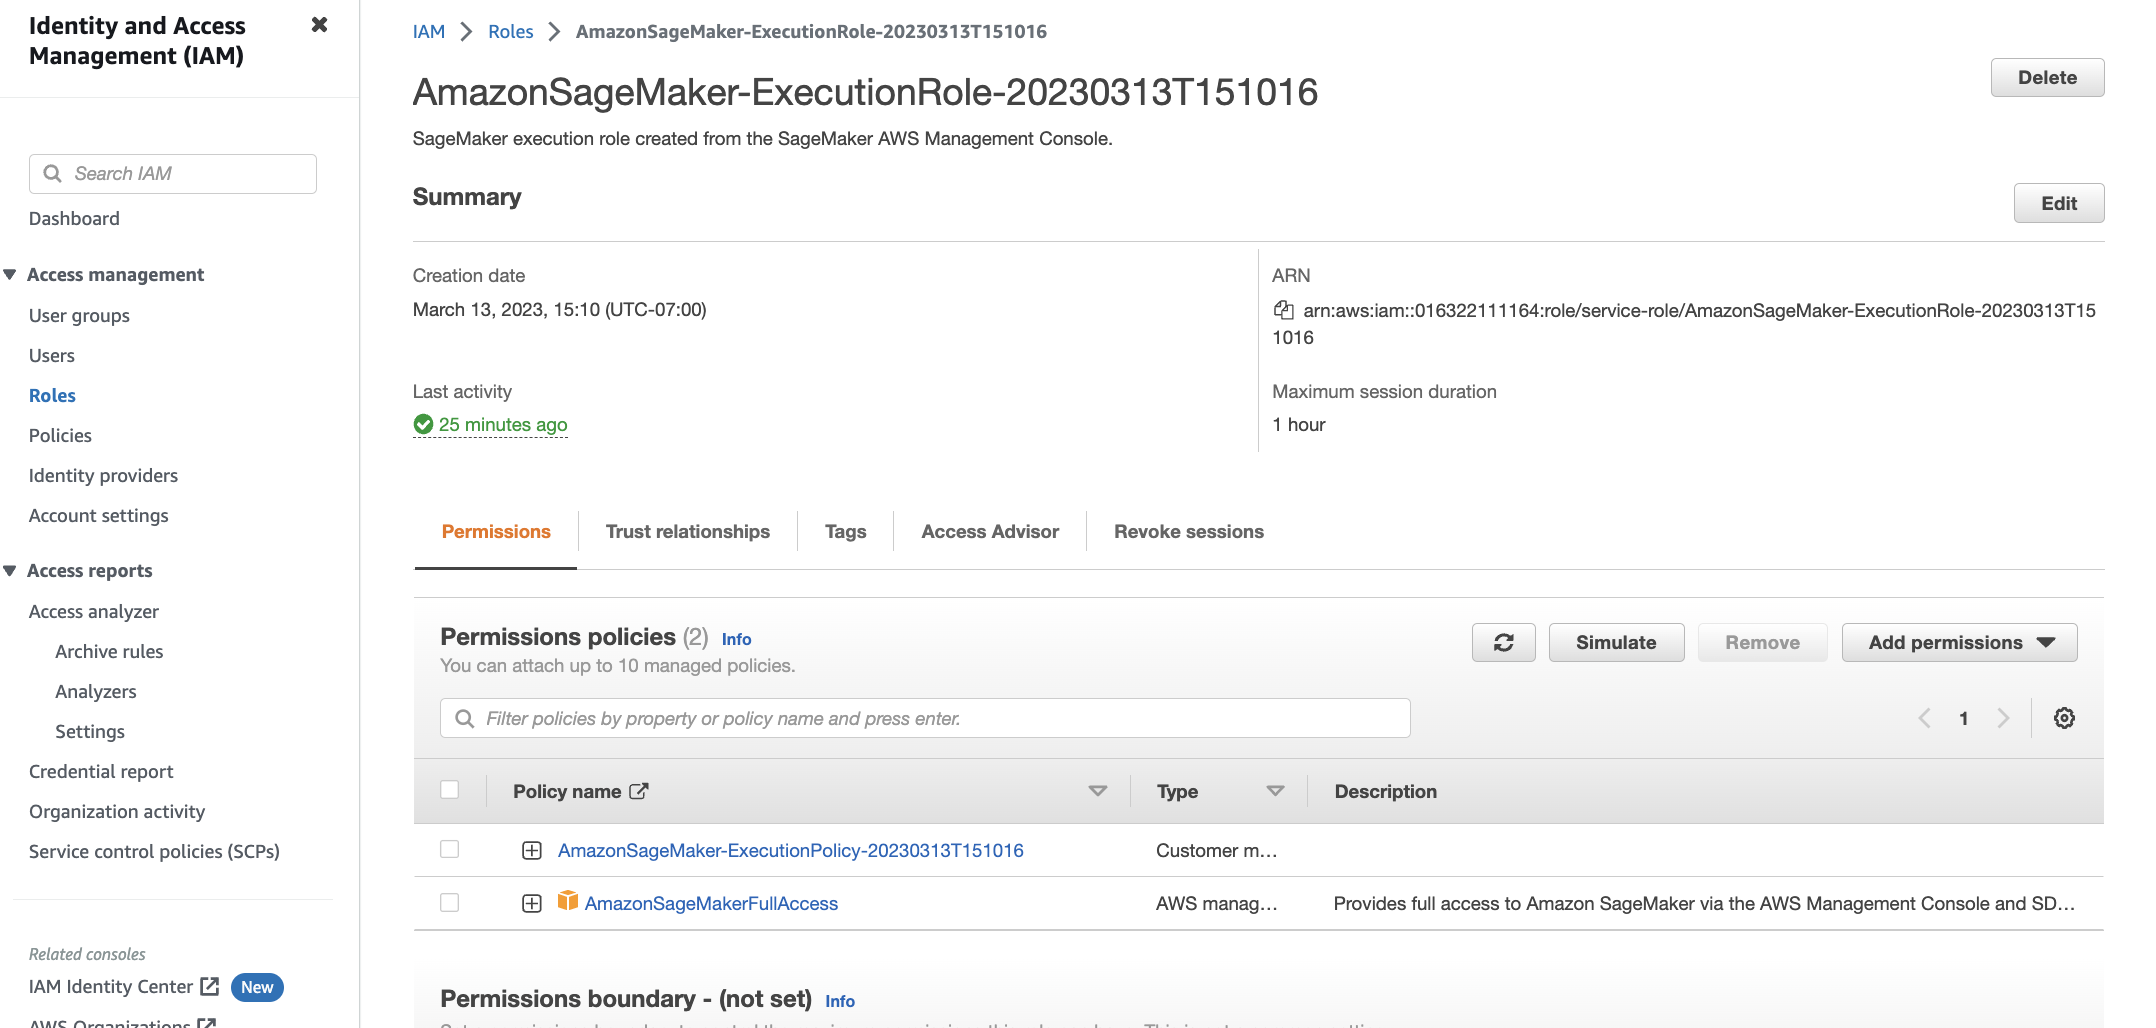 Identity and Access
Management (IAM)
Search IAM
Dashboard
Access management
User groups
Users
Roles
Policies
Identity providers
Account settings
Access reports
Access analyzer
Archive rules
Analyzers
Settings
Credential report
Organization activity
Service control policies (SCPs)
Related consoles
IAM Identity Center New
AWS Organizations
IAM Roles AmazonSageMaker-ExecutionRole-20230313T151016
AmazonSageMaker-ExecutionRole-20230313T151016
Delete
SageMaker execution role created from the SageMaker AWS Management Console.
Summary
Edit
Creation date
March 13, 2023, 15:10 (UTC-07:00)
ARN
arn:aws:iam::016322111164:role/service-role/AmazonSageMaker-ExecutionRole-20230313T15
1016
Last activity
25 minutes ago
Maximum session duration
1 hour
Permissions Trust relationships Tags Access Advisor Revoke sessions
Permissions policies (2) Info
You can attach up to 10 managed policies.
Simulate Remove Add permissions
Filter policies by property or policy name and press enter.
1
Policy name Type Description
AmazonSageMaker-ExecutionPolicy-20230313T151016 Customer m...
AmazonSageMakerFullAccess AWS manag... Provides full access to Amazon SageMaker via the AWS Management Console and SD...
Permissions boundary - (not set) Info